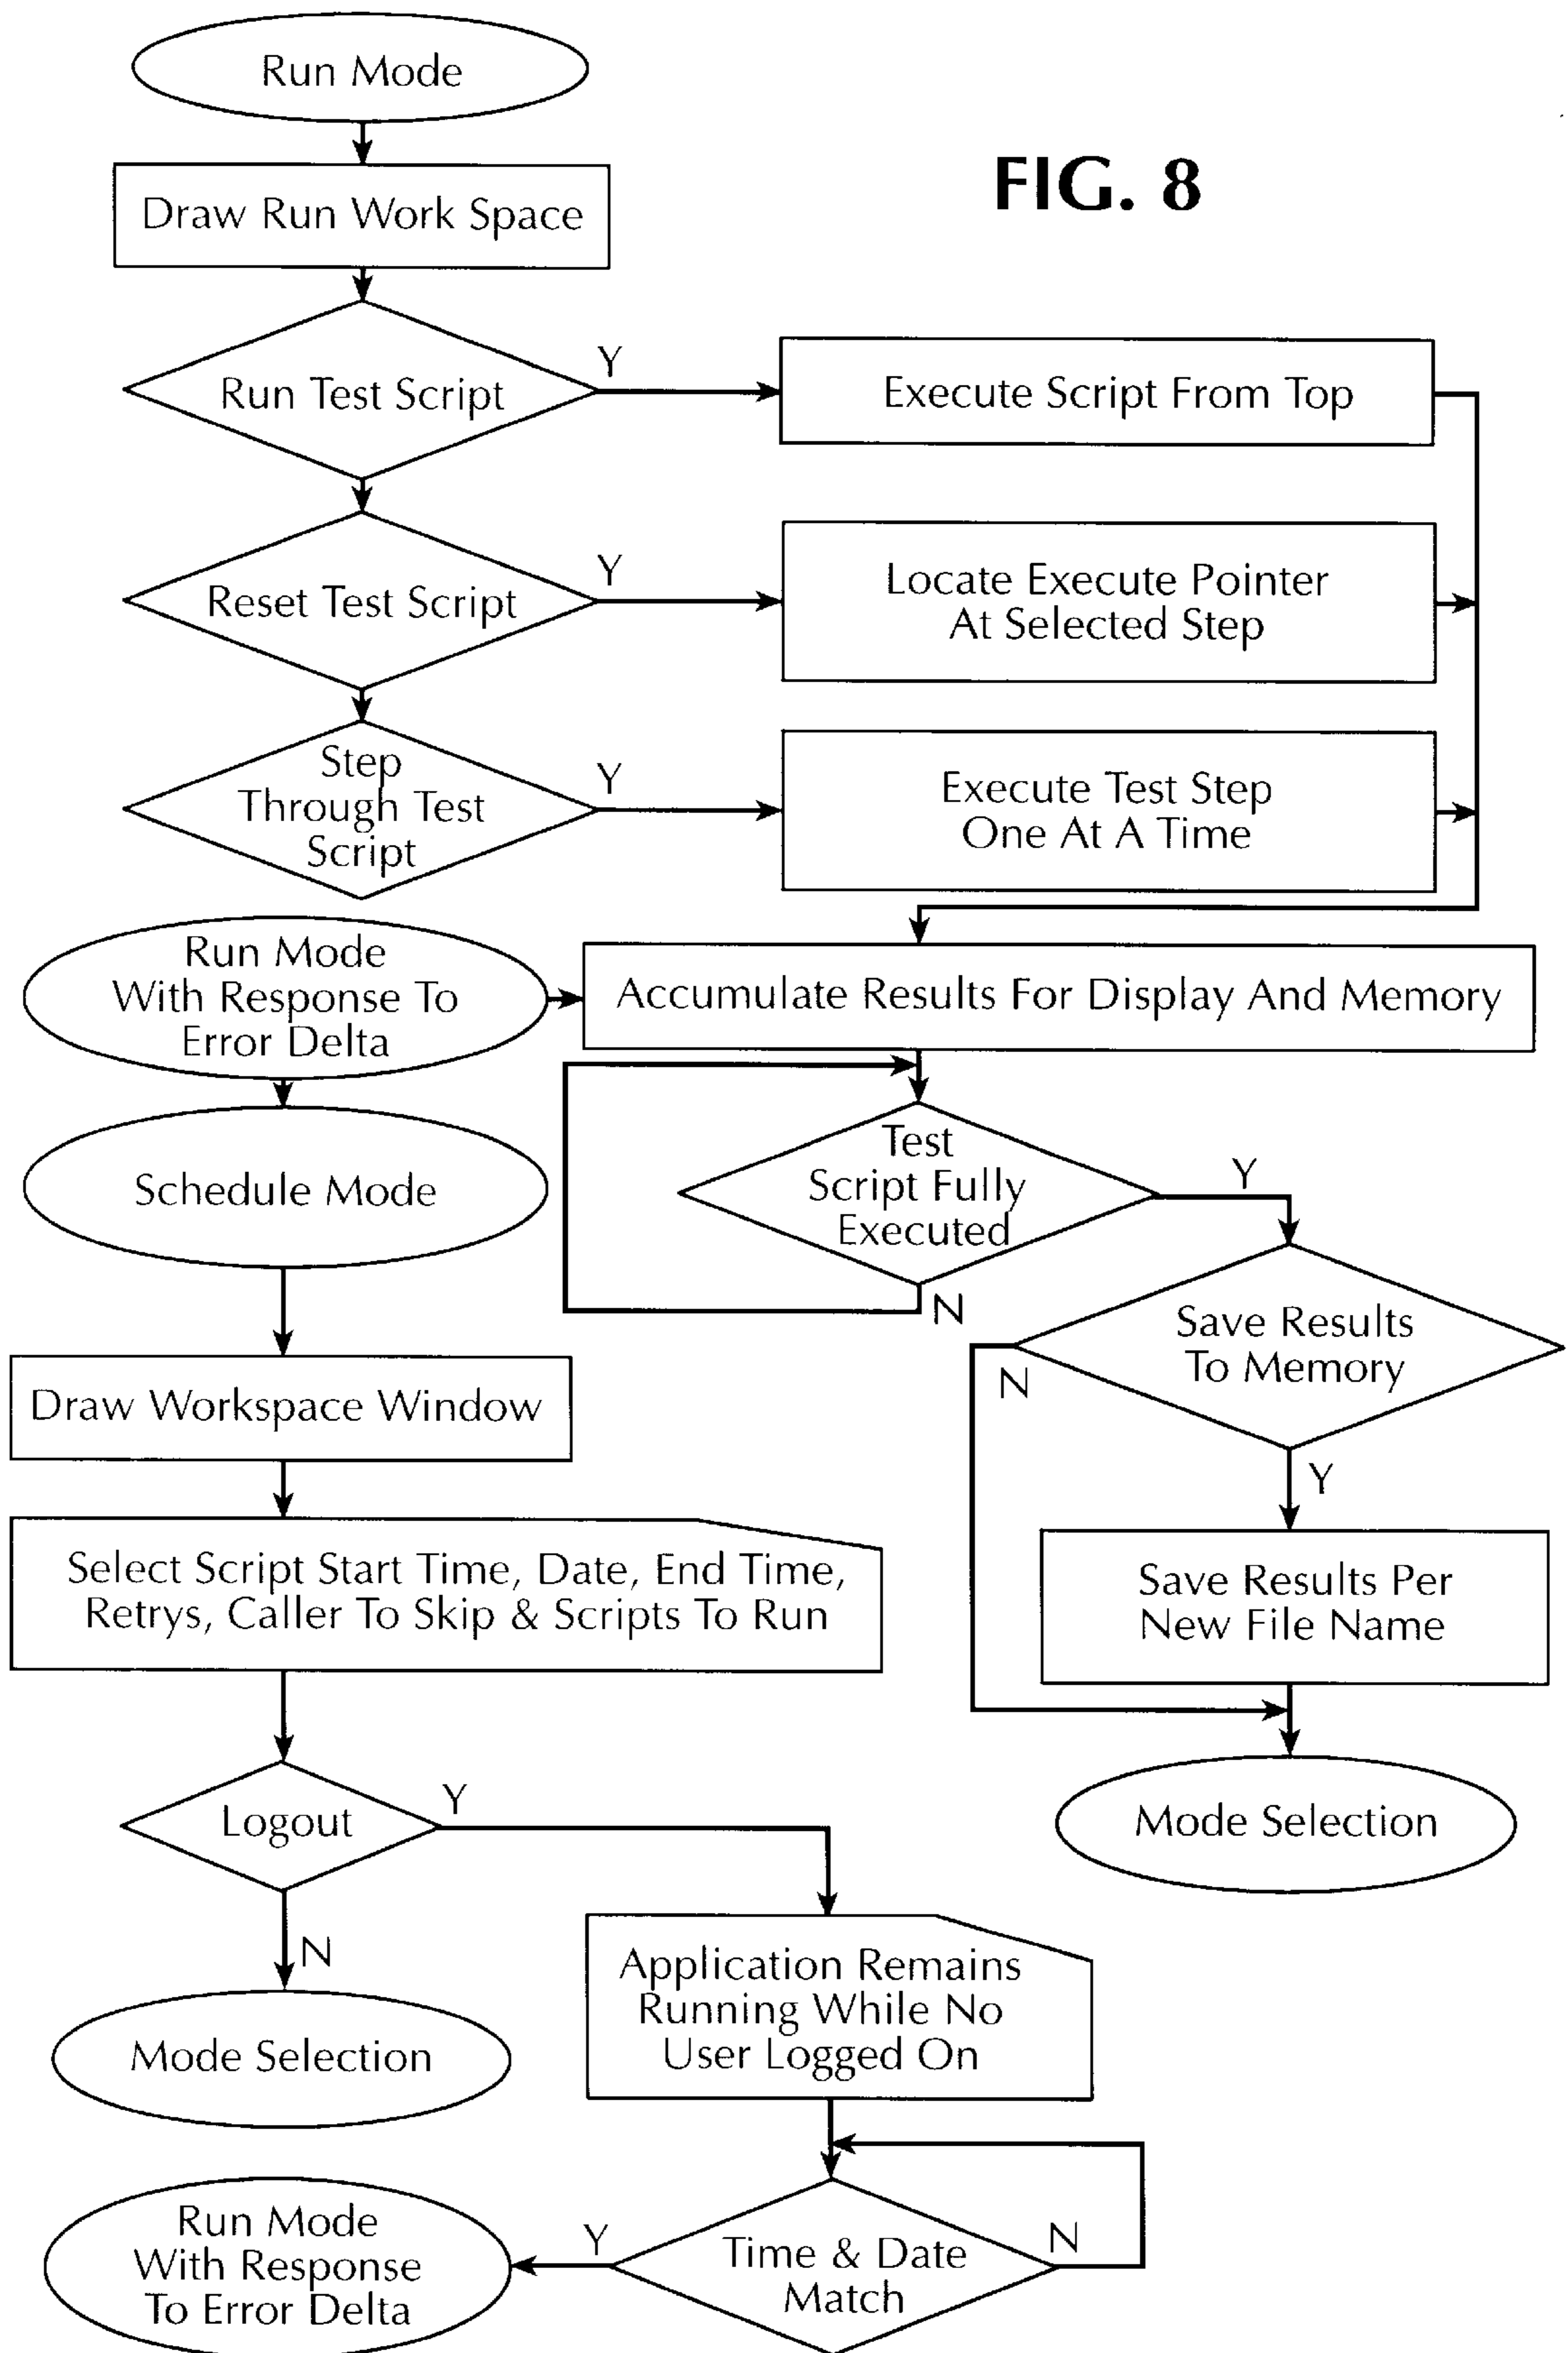 FIG. 8
Run Mode
Draw Run Work Space
Run Test Script
Y
Execute Script From Top
Reset Test Script
Y
Locate Execute Pointer
At Selected Step
Step
Through Test
Script
Y
Execute Test Step
One At A Time
Run Mode
With Response To
Error Delta
Accumulate Results For Display And Memory
Schedule Mode
Test
Script Fully
Executed
Y
N
Save Results
To Memory
N
Y
Draw Workspace Window
Select Script Start Time, Date, End Time,
Retrys, Caller To Skip & Scripts To Run
Save Results Per
New File Name
Mode Selection
Logout
Y
N
Mode Selection
Application Remains
Running While No
User Logged On
Time & Date
Match
N
Y
Run Mode
With Response
To Error Delta